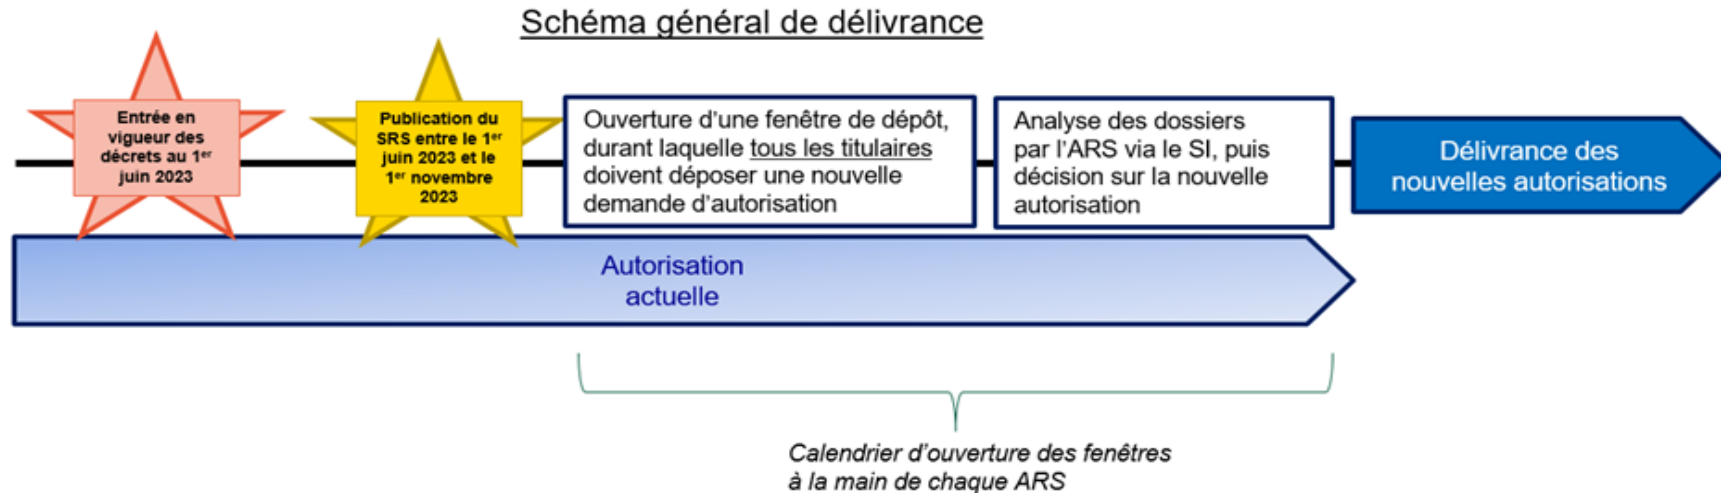 Schéma général de délivrance
Entrée en
vigueur des
décrets au 1er
juin 2023
Publication du
SRS entre le 1er
juin 2023 et le
1er novembre
2023
Ouverture d'une fenêtre de dépôt,
durant laquelle tous les titulaires
doivent déposer une nouvelle
demande d'autorisation
Analyse des dossiers
par l'ARS via le SI, puis
décision sur la nouvelle
autorisation
Délivrance des
nouvelles autorisations
Autorisation
actuelle
Calendrier d'ouverture des fenêtres
à la main de chaque ARS